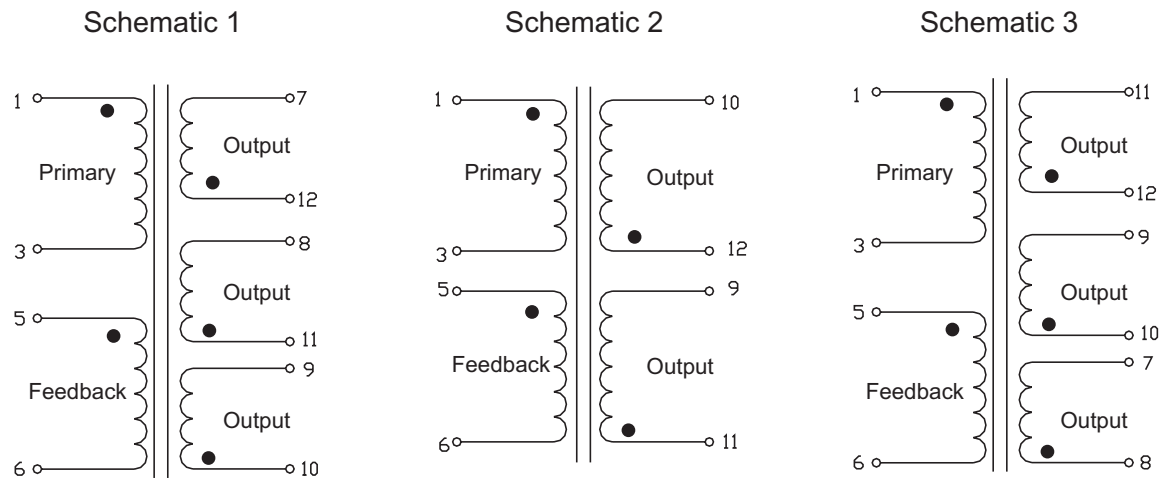 Schematic 1
1
3
5
6
Primary
Feedback
7
Output
12
8
Output
11
9
Output
10
Schematic 2
1
3
5
6
Primary
Feedback
10
Output
12
9
Output
11
Schematic 3
1
3
5
6
Primary
Feedback
11
Output
12
9
Output
10
7
Output
8